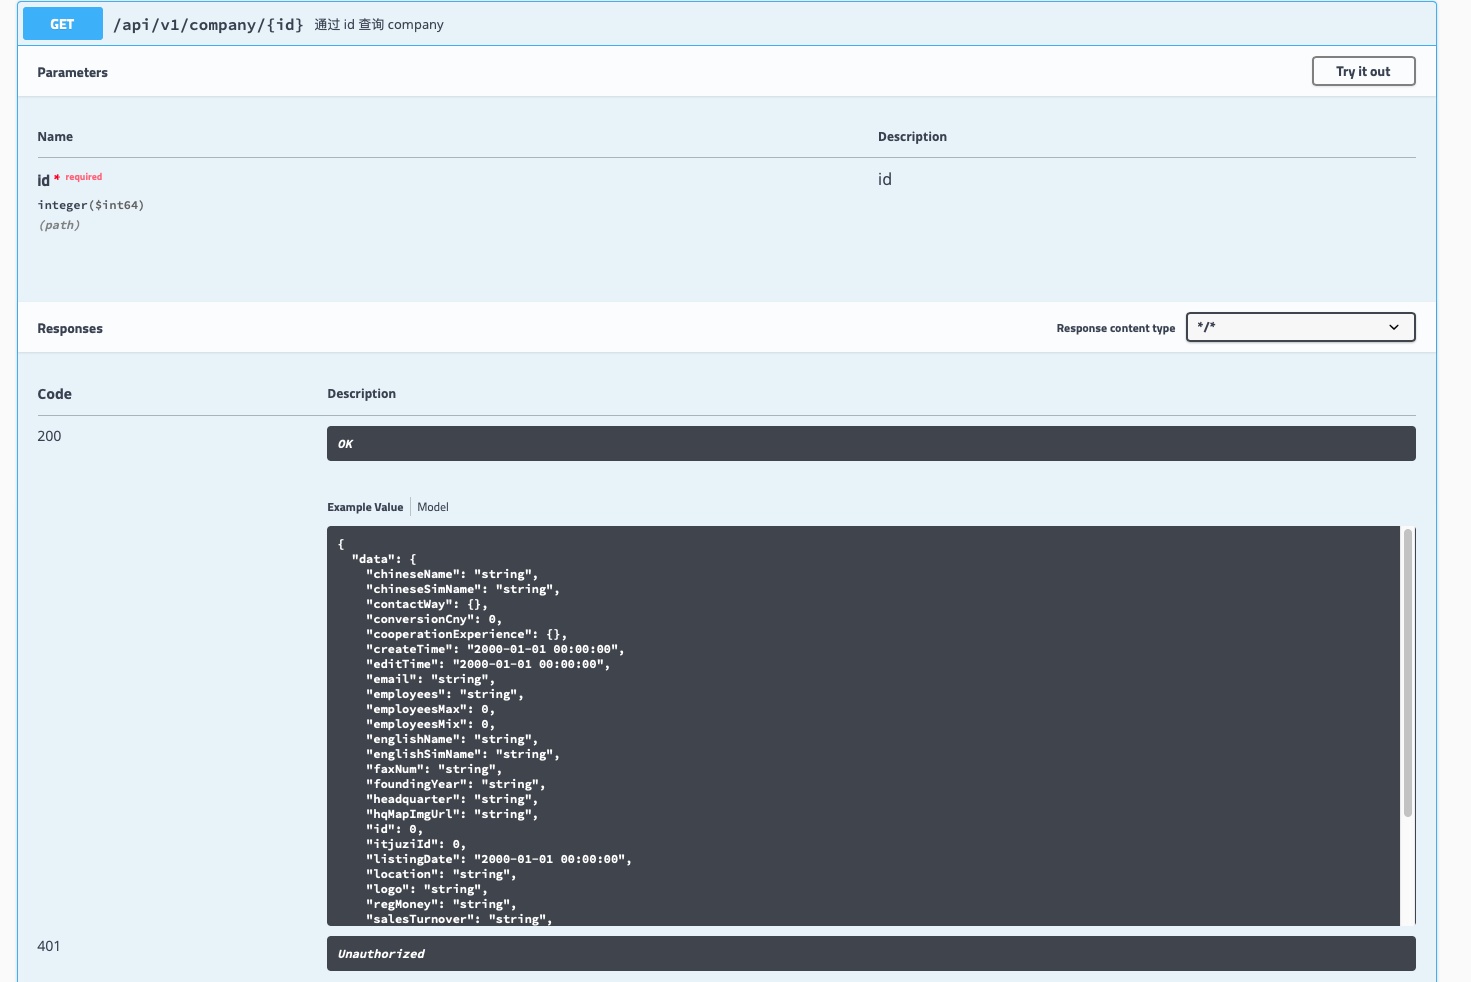 GET /api/v1/company/{id} 通过 id 查询 company
Parameters
Try it out
Name Description
id * required id
integer($int64)
(path)
Responses Response content type */*
Code Description
200 OK
Example Value Model
{
  "data": {
    "chineseName": "string",
    "chineseSimName": "string",
    "contactWay": {},
    "conversionCny": 0,
    "cooperationExperience": {},
    "createTime": "2000-01-01 00:00:00",
    "editTime": "2000-01-01 00:00:00",
    "email": "string",
    "employees": "string",
    "employeesMax": 0,
    "employeesMix": 0,
    "englishName": "string",
    "englishSimName": "string",
    "faxNum": "string",
    "foundingYear": "string",
    "headquarter": "string",
    "hqMapImgUrl": "string",
    "id": 0,
    "itjuziId": 0,
    "listingDate": "2000-01-01 00:00:00",
    "location": "string",
    "logo": "string",
    "regMoney": "string",
    "salesTurnover": "string",
401 Unauthorized